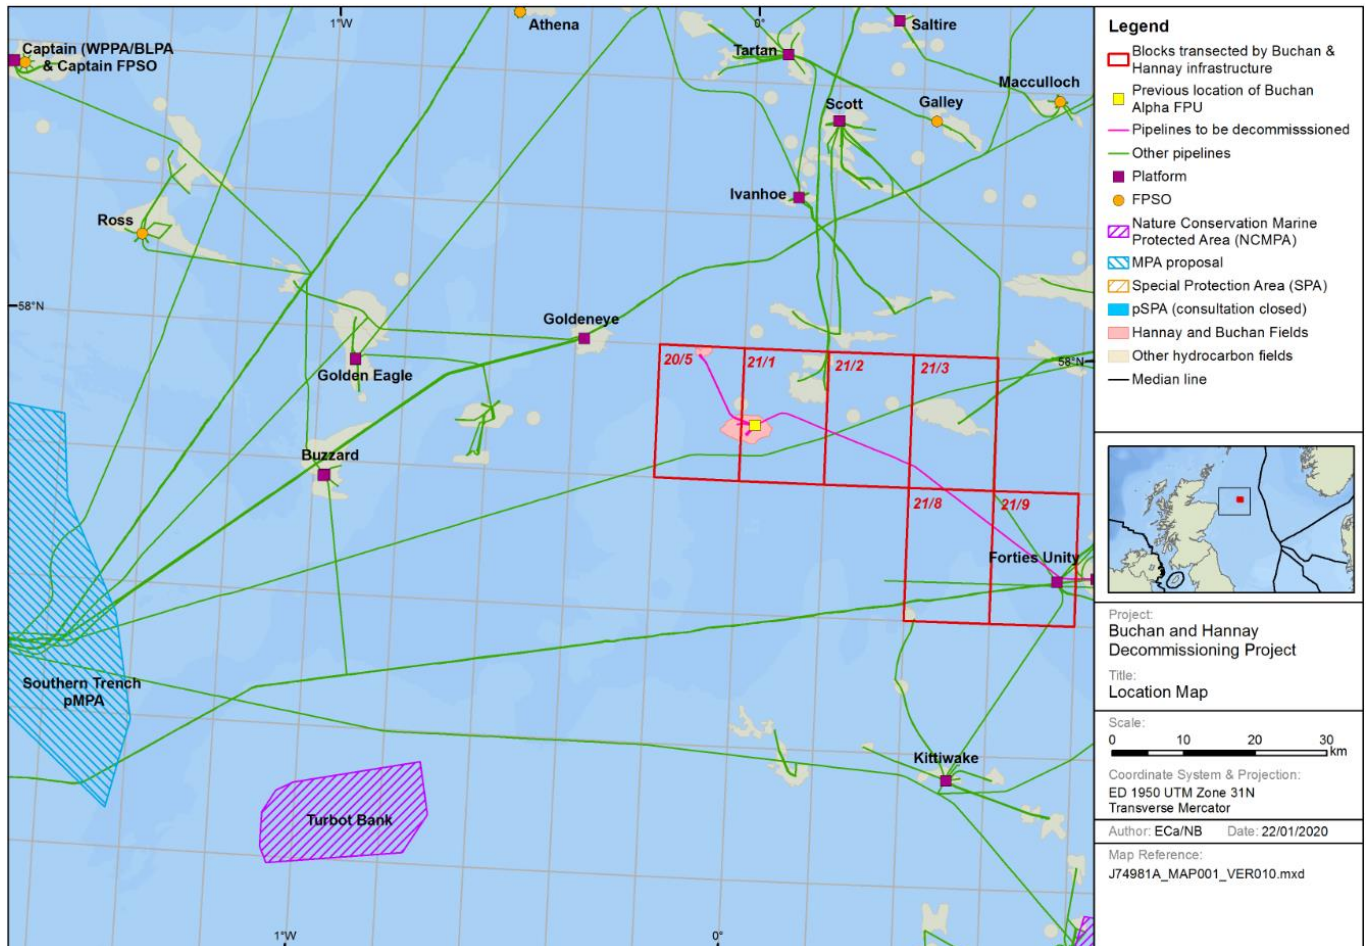 1°W
0°
Athena
Saltire
Captain (WPPA/BLPA
& Captain FPSO
Tartan
Macculloch
Scott
Galley
Ivanhoe
Ross
58°N
Goldeneye
Golden Eagle
20/5
21/1
21/2
21/3
58°N
Buzzard
21/8
21/9
Forties Unity
Southern Trench
pMPA
Kittiwake
Turbot Bank
1°W
0°
Legend
Blocks transected by Buchan &
Hannay infrastructure
Previous location of Buchan
Alpha FPU
Pipelines to be decommisssioned
Other pipelines
Platform
FPSO
Nature Conservation Marine
Protected Area (NCMPA)
MPA proposal
Special Protection Area (SPA)
pSPA (consultation closed)
Hannay and Buchan Fields
Other hydrocarbon fields
Median line
Project:
Buchan and Hannay
Decommissioning Project
Title:
Location Map
Scale:
0 10 20 30
km
Coordinate System & Projection:
ED 1950 UTM Zone 31N
Transverse Mercator
Author: ECa/NB Date: 22/01/2020
Map Reference:
J74981A_MAP001_VER010.mxd